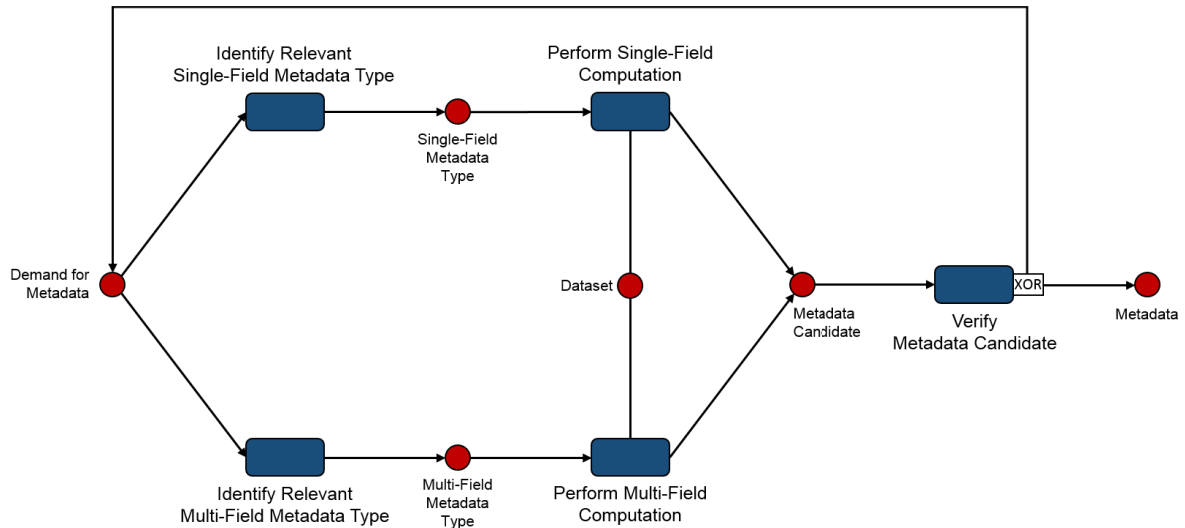 Identify Relevant
Single-Field Metadata Type
Perform Single-Field
Computation
Single-Field
Metadata
Type
Demand for
Metadata
Dataset
Metadata
Candidate
XOR
Verify
Metadata Candidate
Metadata
Identify Relevant
Multi-Field Metadata Type
Multi-Field
Metadata
Type
Perform Multi-Field
Computation